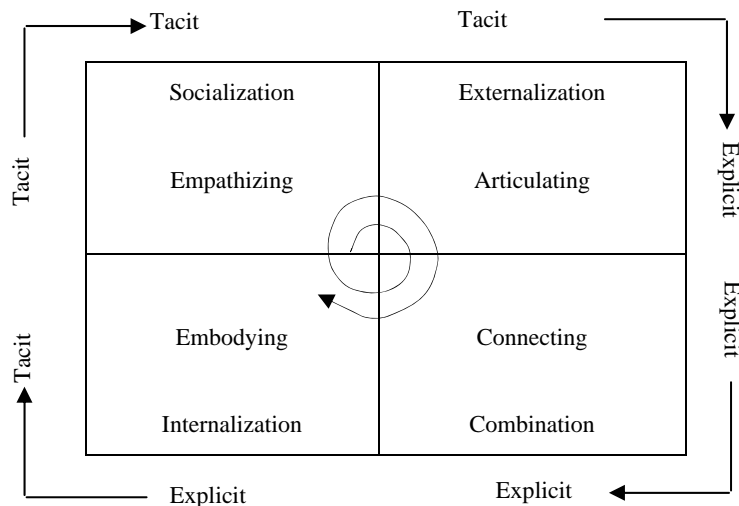 Tacit
Tacit
Socialization
Externalization
Tacit
Explicit
Empathizing
Articulating
Tacit
Explicit
Embodying
Connecting
Internalization
Combination
Explicit
Explicit